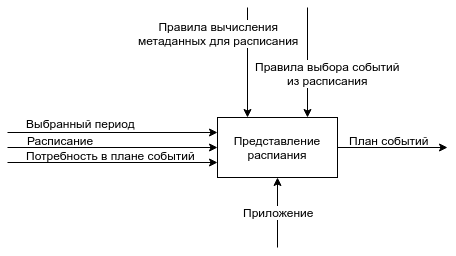 Правила вычисления
метаданных для расписания
Правила выбора событий
из расписания
Выбранный период
Расписание
Потребность в плане событий
Представление
распиания
План событий
Приложение